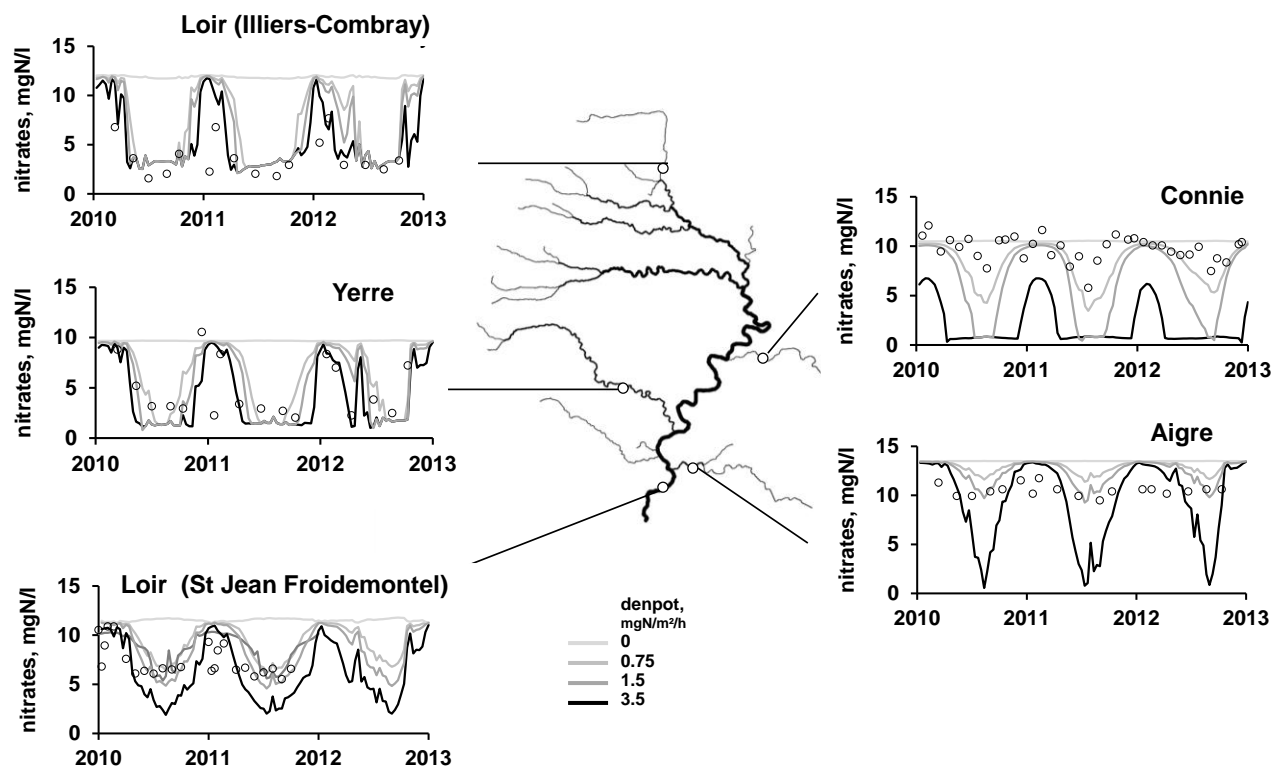 Loir (Illiers-Combray)
nitrates, mgN/l
15
10
5
0
2010 2011 2012 2013
Yerre
nitrates, mgN/l
15
10
5
0
2010 2011 2012 2013
Loir (St Jean Froidemontel)
nitrates, mgN/l
15
10
5
0
2010 2011 2012 2013
denpot,
mgN/m²/h
0
0.75
1.5
3.5
Connie
nitrates, mgN/l
15
10
5
0
2010 2011 2012 2013
Aigre
nitrates, mgN/l
15
10
5
0
2010 2011 2012 2013